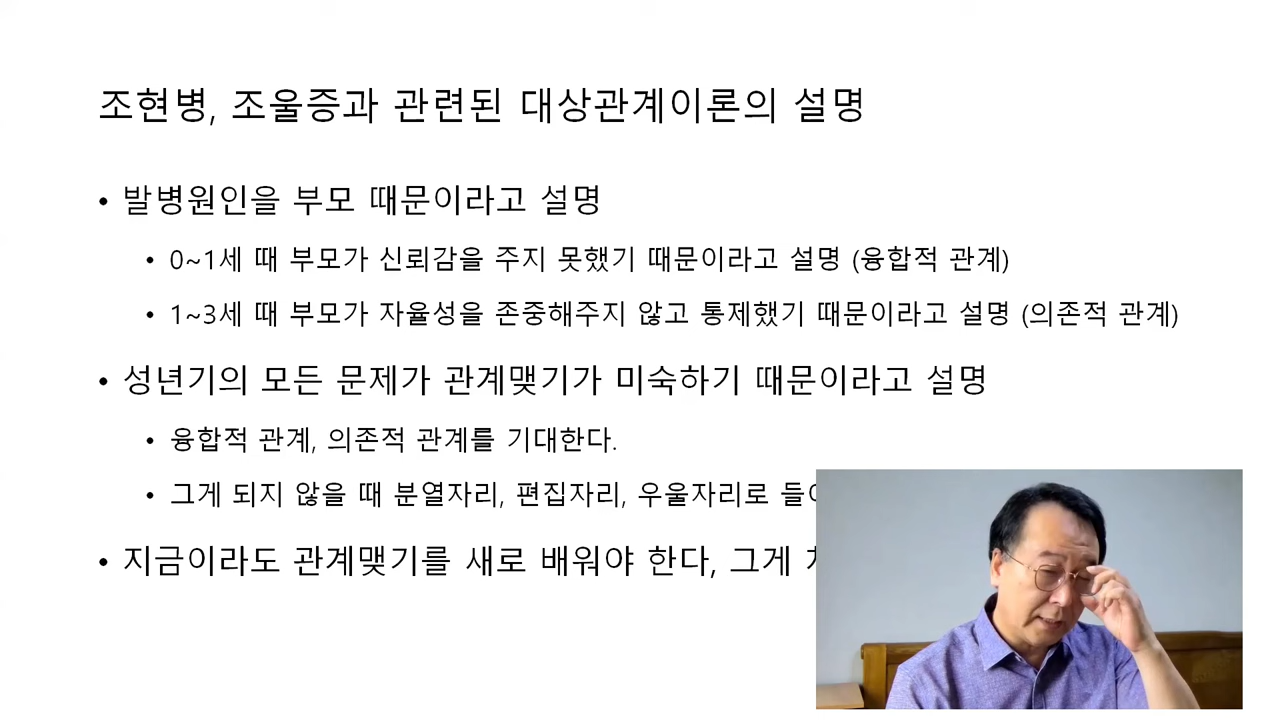 조현병, 조울증과 관련된 대상관계이론의 설명
• 발병원인을 부모 때문이라고 설명
• 0~1세 때 부모가 신뢰감을 주지 못했기 때문이라고 설명 (융합적 관계)
• 1~3세 때 부모가 자율성을 존중해주지 않고 통제했기 때문이라고 설명 (의존적 관계)
• 성년기의 모든 문제가 관계맺기가 미숙하기 때문이라고 설명
• 융합적 관계, 의존적 관계를 기대한다.
• 그게 되지 않을 때 분열자리, 편집자리, 우울자리로
• 지금이라도 관계맺기를 새로 배워야 한다, 그게